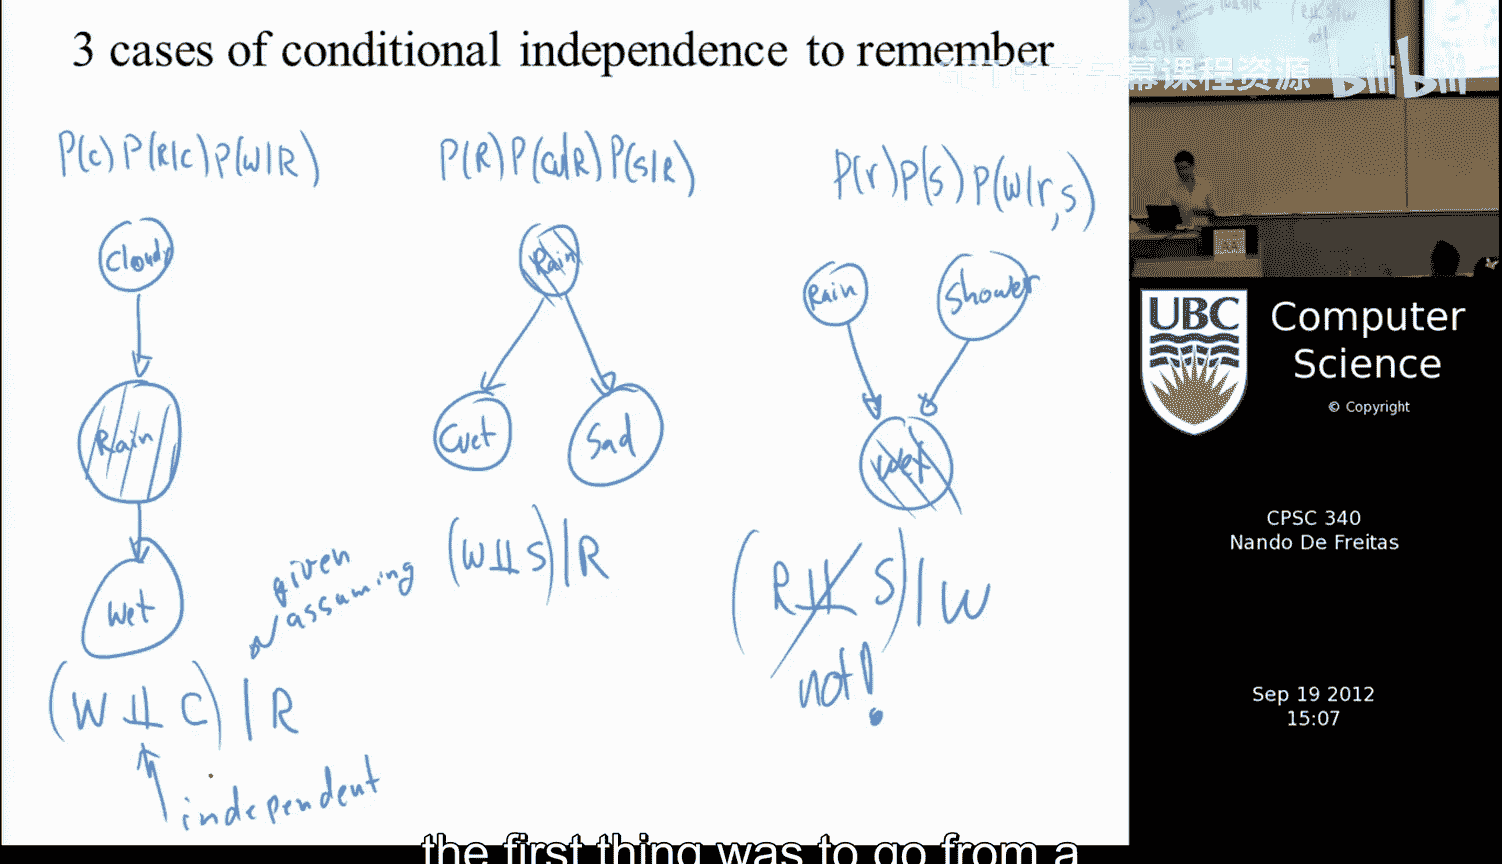 3 cases of conditional independence to remember
P(c) P(R|c) P(w|R)
Cloudy
Rain
Wet
given
assuming
(W ⫫ C) | R
independent
P(R) P(w|R) P(s|R)
Rain
Wet
Sad
(W ⫫ S) | R
P(r) P(s) P(w|r,s)
Rain
Shower
wet
(R ⫫̸ S) | W
not!
bilibili
UBC
Computer
Science
© Copyright
CPSC 340
Nando De Freitas
Sep 19 2012
15:07
the first thing was to go from a